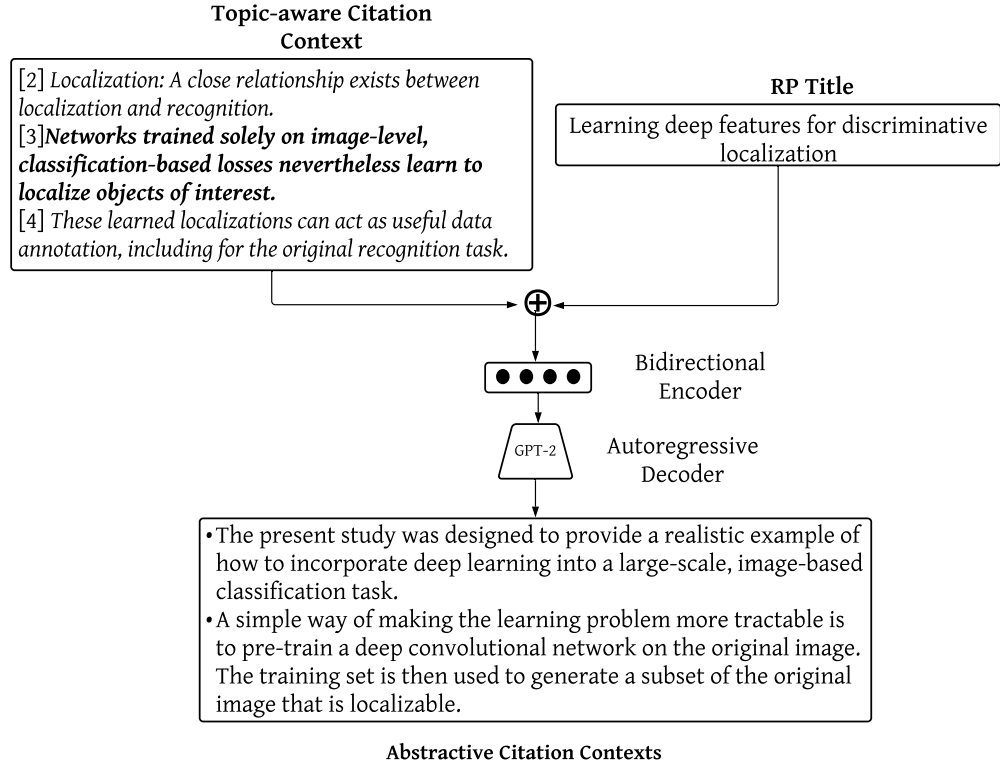 Topic-aware Citation
Context
[2] Localization: A close relationship exists between
localization and recognition.
[3]Networks trained solely on image-level,
classification-based losses nevertheless learn to
localize objects of interest.
[4] These learned localizations can act as useful data
annotation, including for the original recognition task.
RP Title
Learning deep features for discriminative
localization
Bidirectional
Encoder
GPT-2
Autoregressive
Decoder
•The present study was designed to provide a realistic example of
how to incorporate deep learning into a large-scale, image-based
classification task.
•A simple way of making the learning problem more tractable is
to pre-train a deep convolutional network on the original image.
The training set is then used to generate a subset of the original
image that is localizable.
Abstractive Citation Contexts